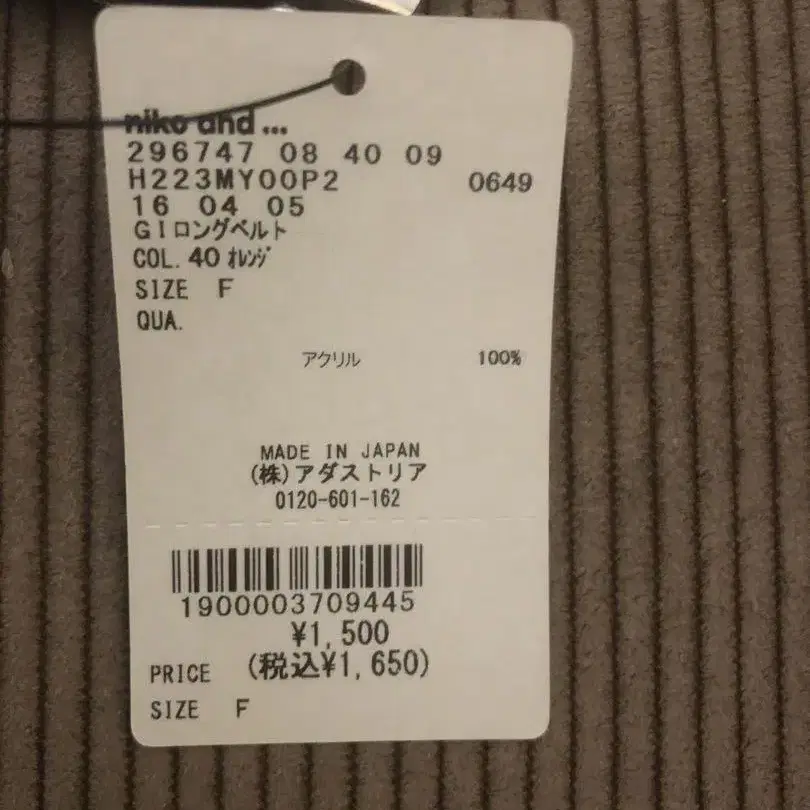 niko and ...
296747 08 40 09
H223MY00P2 0649
16 04 05
GIロングベルト
COL. 40 ｵﾚﾝｼﾞ
SIZE F
QUA.
アクリル 100%
MADE IN JAPAN
(株)アダストリア
0120-601-162
1900003709445
¥1,500
PRICE (税込¥1,650)
SIZE F